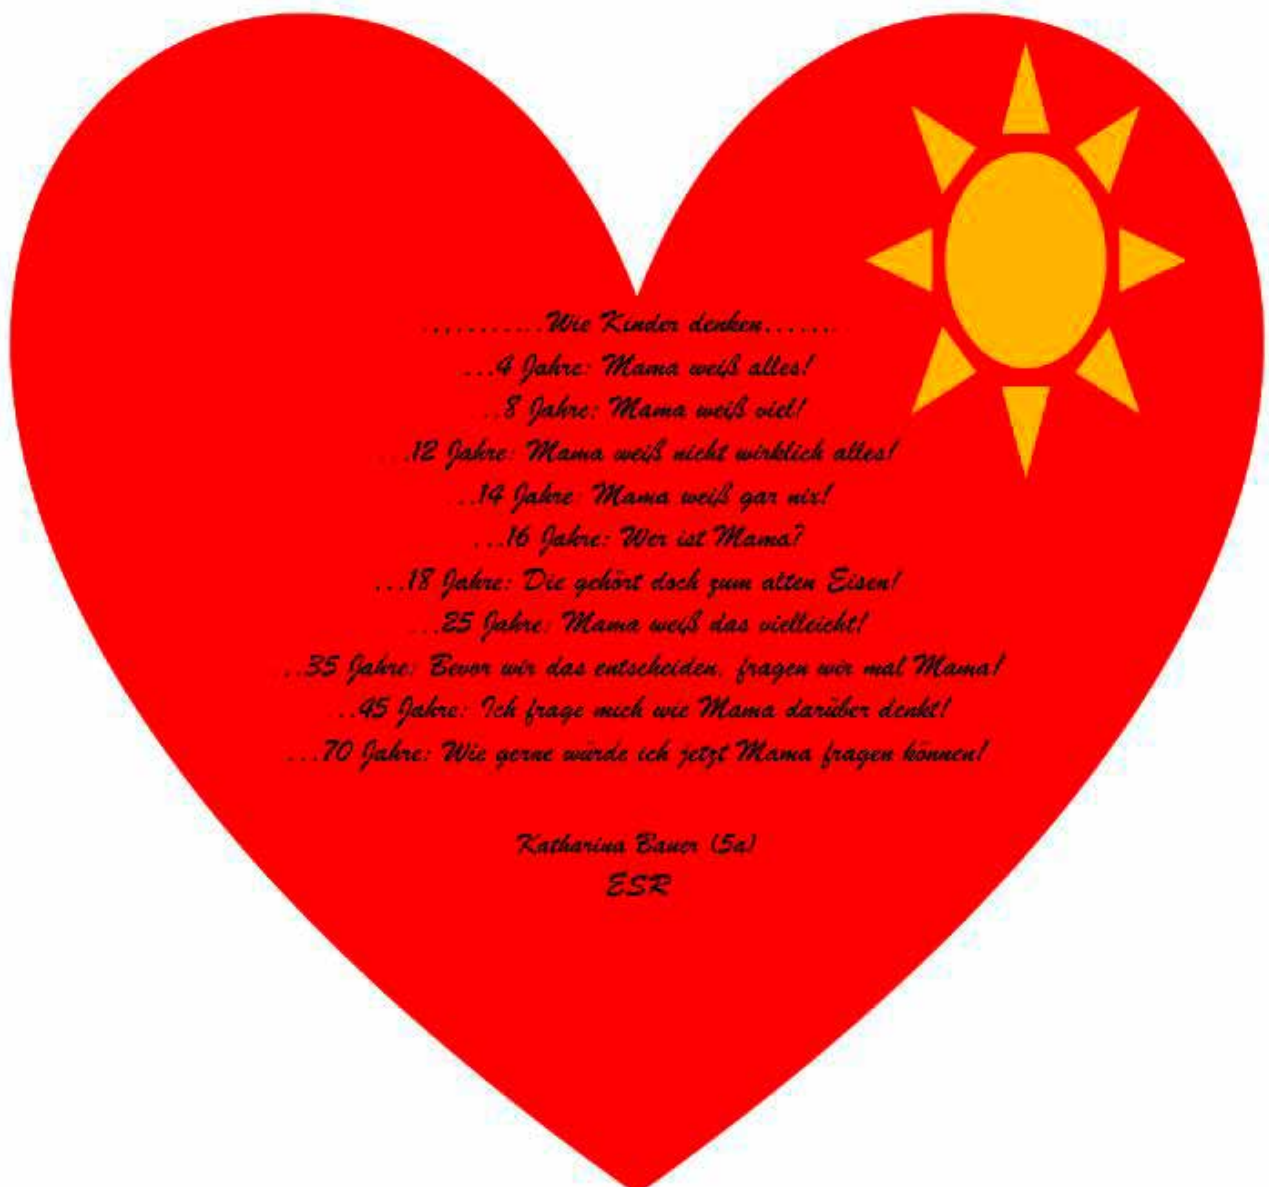 ...........Wie Kinder denken.......
...4 Jahre: Mama weiß alles!
..8 Jahre: Mama weiß viel!
...12 Jahre: Mama weiß nicht wirklich alles!
...14 Jahre: Mama weiß gar nix!
...16 Jahre: Wer ist Mama?
...18 Jahre: Die gehört doch zum alten Eisen!
...25 Jahre: Mama weiß das vielleicht!
...35 Jahre: Bevor wir das entscheiden, fragen wir mal Mama!
...45 Jahre: Ich frage mich wie Mama darüber denkt!
....70 Jahre: Wie gerne würde ich jetzt Mama fragen können!
Katharina Bauer (5a)
ESR